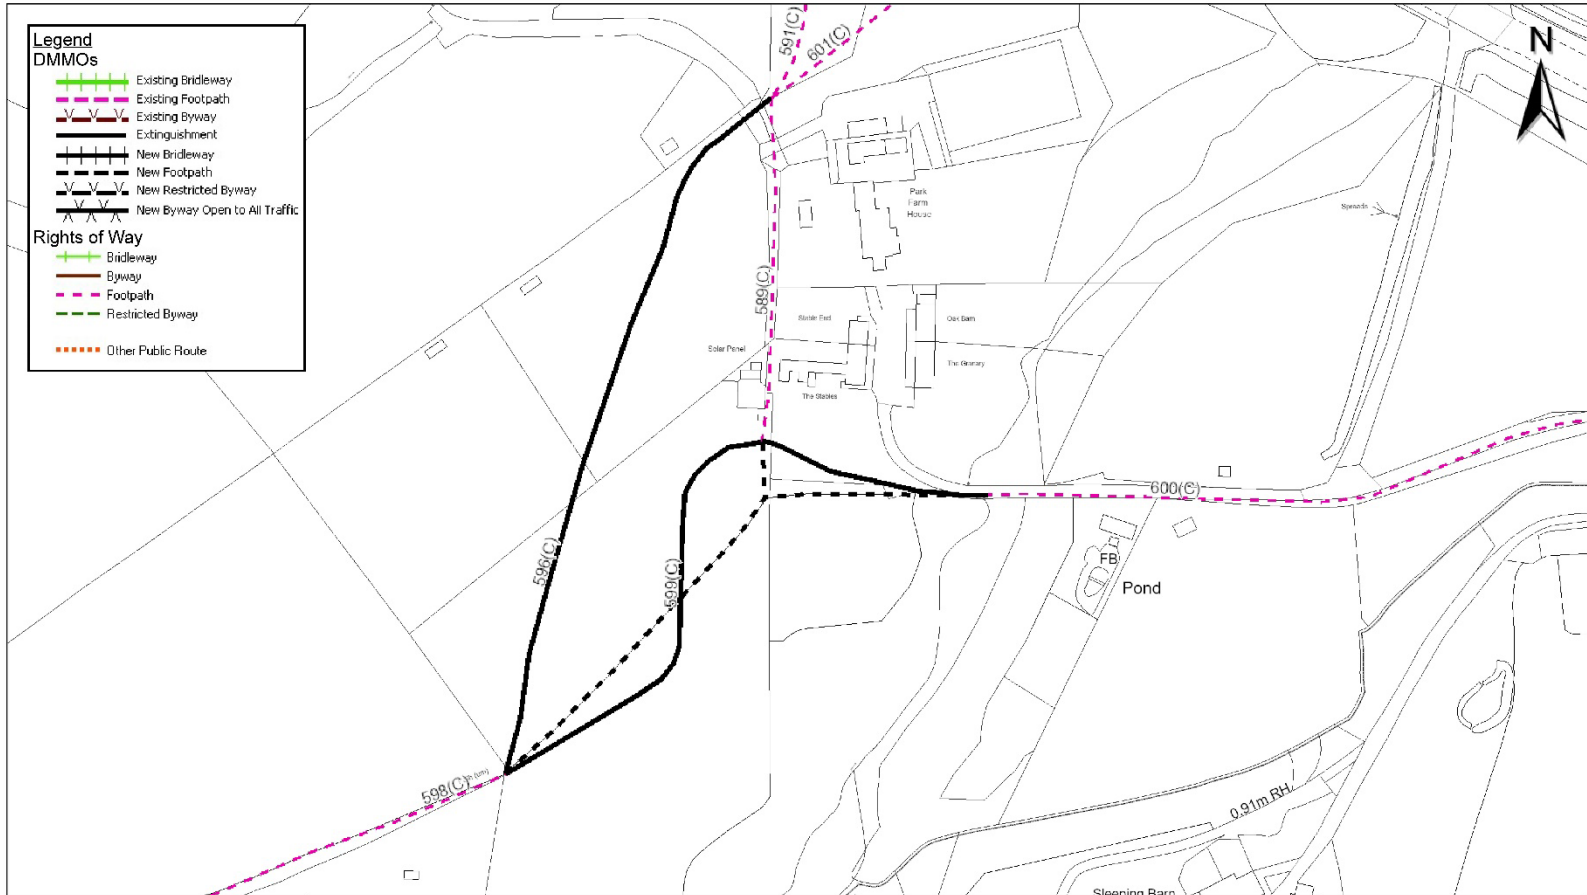 Legend
DMMOs
Existing Bridleway
Existing Footpath
Existing Byway
Extinguishment
New Bridleway
New Footpath
New Restricted Byway
New Byway Open to All Traffic
Rights of Way
Bridleway
Byway
Footpath
Restricted Byway
Other Public Route
591(C)
601(C)
N
Park
Farm
House
Spreads
589(C)
Stable End
Oak Barn
Solar Panel
The Granary
The Stables
600(C)
596(C)
599(C)
FB
Pond
598(C)
0.91m RH
Sleeping Barn